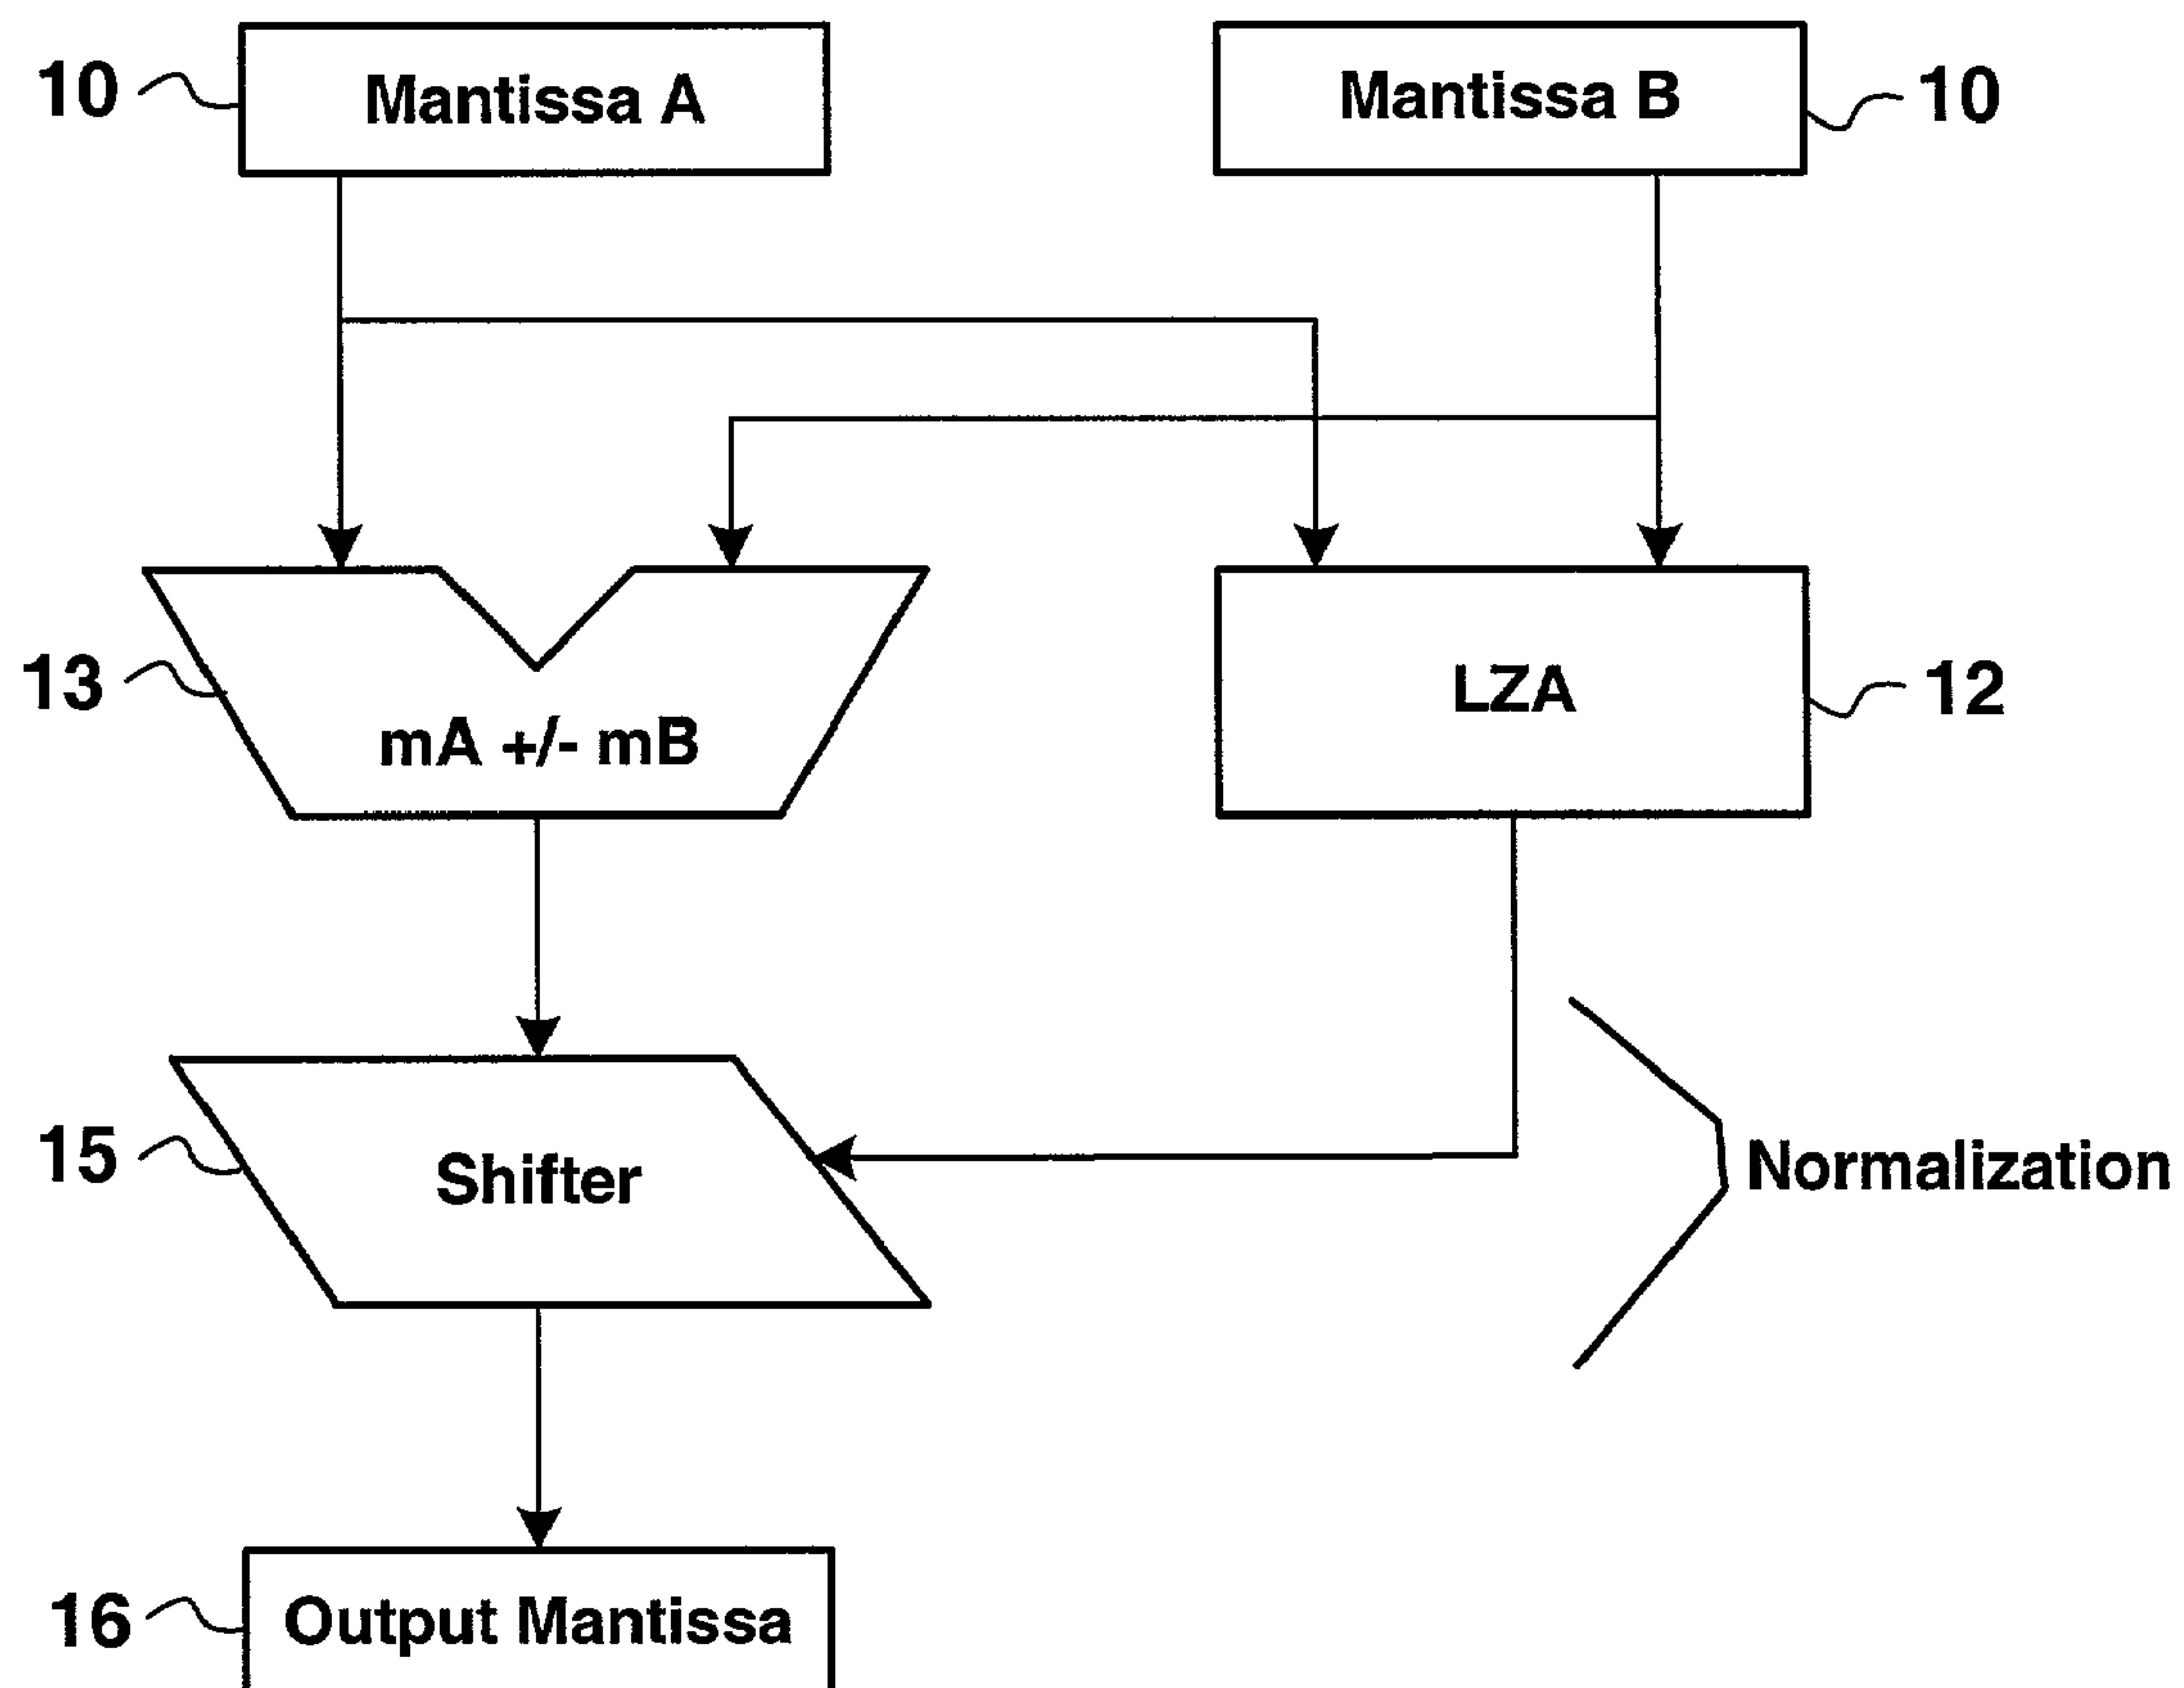 10
Mantissa A
Mantissa B
10
13
mA +/- mB
LZA
12
15
Shifter
Normalization
16
Output Mantissa